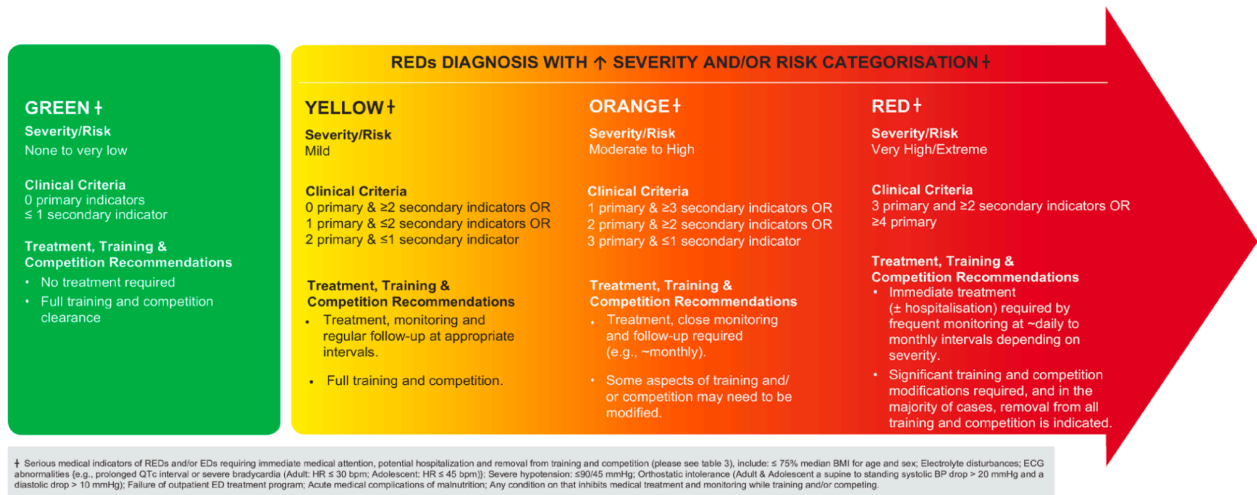 REDs DIAGNOSIS WITH ↑ SEVERITY AND/OR RISK CATEGORISATION ⸸
GREEN ⸸
Severity/Risk
None to very low
Clinical Criteria
0 primary indicators
≤ 1 secondary indicator
Treatment, Training &
Competition Recommendations
• No treatment required
• Full training and competition
clearance
YELLOW ⸸
Severity/Risk
Mild
Clinical Criteria
0 primary & ≥2 secondary indicators OR
1 primary & ≤2 secondary indicators OR
2 primary & ≤1 secondary indicator
Treatment, Training &
Competition Recommendations
• Treatment, monitoring and
regular follow-up at appropriate
intervals.
• Full training and competition.
ORANGE ⸸
Severity/Risk
Moderate to High
Clinical Criteria
1 primary & ≥3 secondary indicators OR
2 primary & ≥2 secondary indicators OR
3 primary & ≤1 secondary indicator
Treatment, Training &
Competition Recommendations
• Treatment, close monitoring
and follow-up required
(e.g., ~monthly).
• Some aspects of training and/
or competition may need to be
modified.
RED ⸸
Severity/Risk
Very High/Extreme
Clinical Criteria
3 primary and ≥2 secondary indicators OR
≥4 primary
Treatment, Training &
Competition Recommendations
• Immediate treatment
(± hospitalisation) required by
frequent monitoring at ~daily to
monthly intervals depending on
severity.
• Significant training and competition
modifications required, and in the
majority of cases, removal from all
training and competition is indicated.
⸸ Serious medical indicators of REDs and/or EDs requiring immediate medical attention, potential hospitalization and removal from training and competition (please see table 3), include: ≤ 75% median BMI for age and sex; Electrolyte disturbances; ECG
abnormalities (e.g., prolonged QTc interval or severe bradycardia (Adult: HR ≤ 30 bpm; Adolescent: HR ≤ 45 bpm)); Severe hypotension: ≤90/45 mmHg; Orthostatic intolerance (Adult & Adolescent a supine to standing systolic BP drop > 20 mmHg and a
diastolic drop > 10 mmHg); Failure of outpatient ED treatment program; Acute medical complications of malnutrition; Any condition on that inhibits medical treatment and monitoring while training and/or competing.